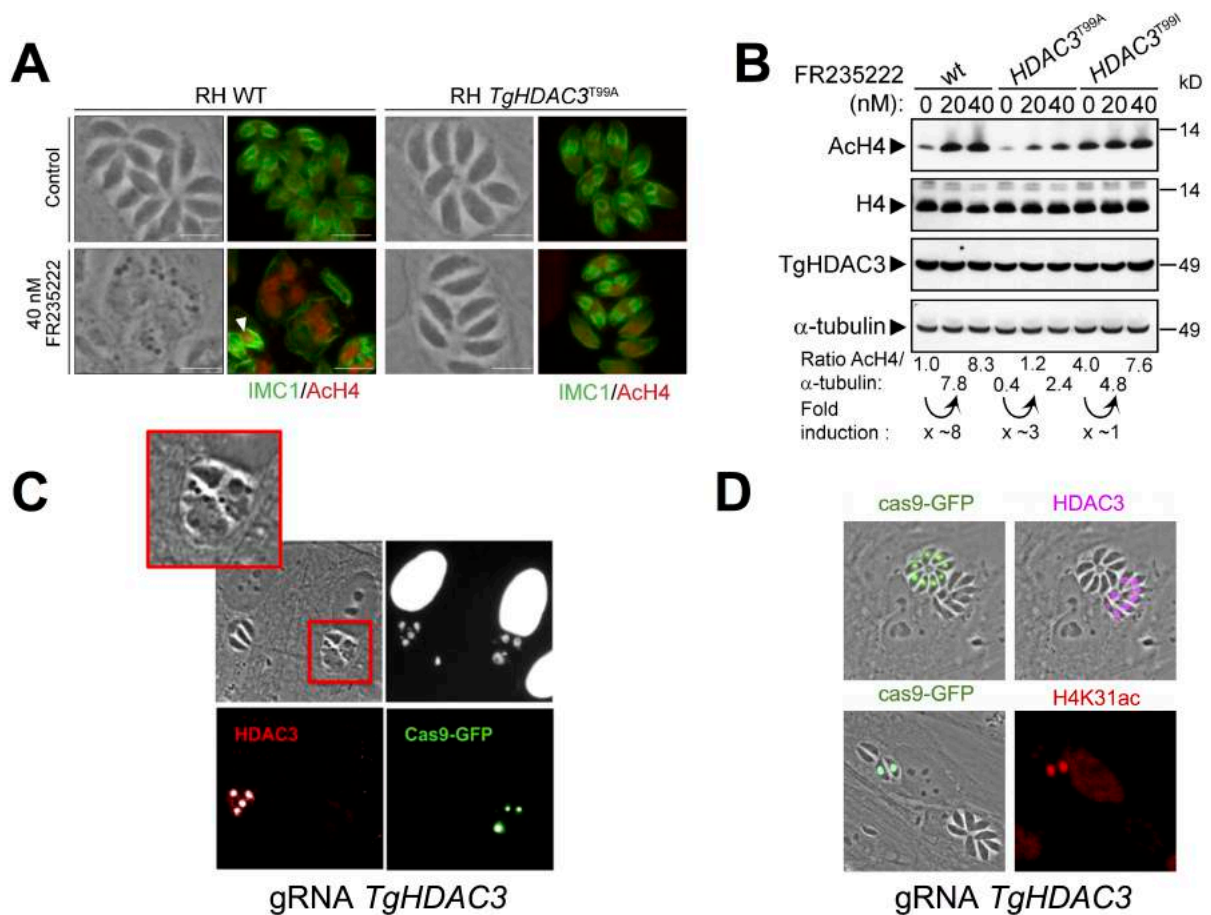 A
RH WT
RH TgHDAC3T99A
Control
40 nM
FR235222
IMC1/AcH4
IMC1/AcH4
B
FR235222
wt
HDAC3T99A
HDAC3T99I
kD
(nM):
0 20 40
0 20 40
0 20 40
AcH4
14
H4
14
TgHDAC3
49
α-tubulin
49
Ratio AcH4/
1.0 8.3 1.2 4.0 7.6
α-tubulin:
7.8 0.4 2.4 4.8
Fold
induction :
x ~8
x ~3
x ~1
C
HDAC3
Cas9-GFP
gRNA TgHDAC3
D
cas9-GFP
HDAC3
cas9-GFP
H4K31ac
gRNA TgHDAC3